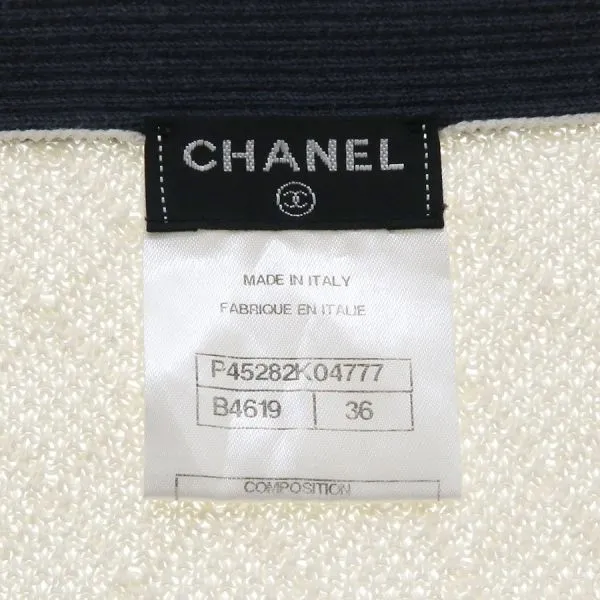 CHANEL
MADE IN ITALY
FABRIQUE EN ITALIE
P45282K04777
B4619 36
COMPOSITION